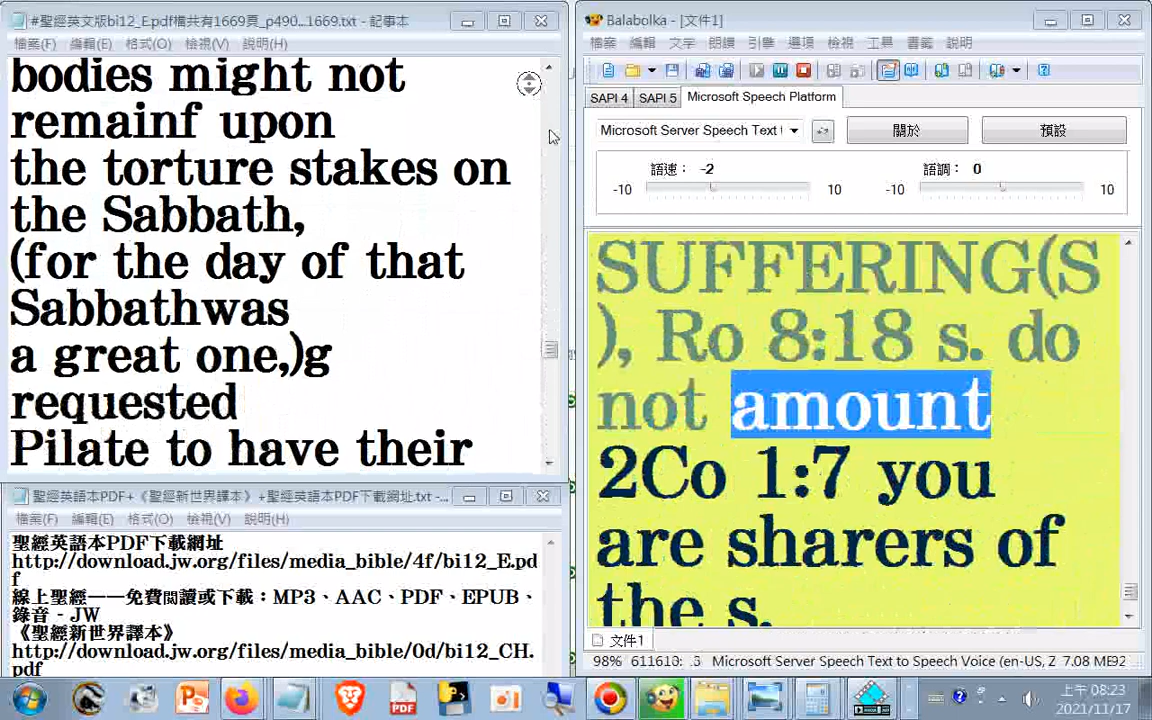 #聖經英文版bi12_E.pdf檔共有1669頁_p490...1669.txt - 記事本
檔案(F) 編輯(E) 格式(O) 檢視(V) 說明(H)
bodies might not
remainf upon
the torture stakes on
the Sabbath,
(for the day of that
Sabbathwas
a great one,)g
requested
Pilate to have their
聖經英語本PDF+《聖經新世界譯本》+聖經英語本PDF下載網址.txt -...
檔案(F) 編輯(E) 格式(O) 檢視(V) 說明(H)
聖經英語本PDF下載網址
http://download.jw.org/files/media_bible/4f/bi12_E.pd
f
線上聖經——免費閱讀或下載：MP3、AAC、PDF、EPUB、
錄音 - JW
《聖經新世界譯本》
http://download.jw.org/files/media_bible/0d/bi12_CH.
pdf
Balabolka - [文件1]
檔案 編輯 文字 朗讀 引擎 選項 檢視 工具 書籤 說明
SAPI 4 SAPI 5 Microsoft Speech Platform
Microsoft Server Speech Text 關於 預設
語速： -2 語調： 0
-10 10 -10 10
SUFFERING(S
), Ro 8:18 s. do
not amount
2Co 1:7 you
are sharers of
the s.
文件1
98% Microsoft Server Speech Text to Speech Voice (en-US, Z 7.08 ME
上午 08:23
2021/11/17